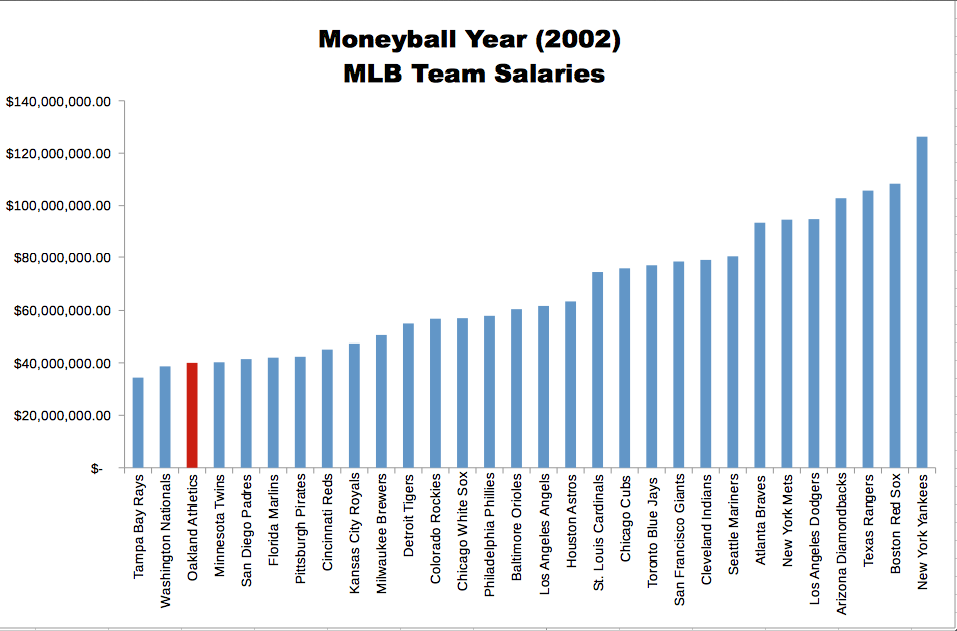 Moneyball Year (2002)
MLB Team Salaries
$140,000,000.00
$120,000,000.00
$100,000,000.00
$80,000,000.00
$60,000,000.00
$40,000,000.00
$20,000,000.00
$-
Tampa Bay Rays
Washington Nationals
Oakland Athletics
Minnesota Twins
San Diego Padres
Florida Marlins
Pittsburgh Pirates
Cincinnati Reds
Kansas City Royals
Milwaukee Brewers
Detroit Tigers
Colorado Rockies
Chicago White Sox
Philadelphia Phillies
Baltimore Orioles
Los Angeles Angels
Houston Astros
St. Louis Cardinals
Chicago Cubs
Toronto Blue Jays
San Francisco Giants
Cleveland Indians
Seattle Mariners
Atlanta Braves
New York Mets
Los Angeles Dodgers
Arizona Diamondbacks
Texas Rangers
Boston Red Sox
New York Yankees